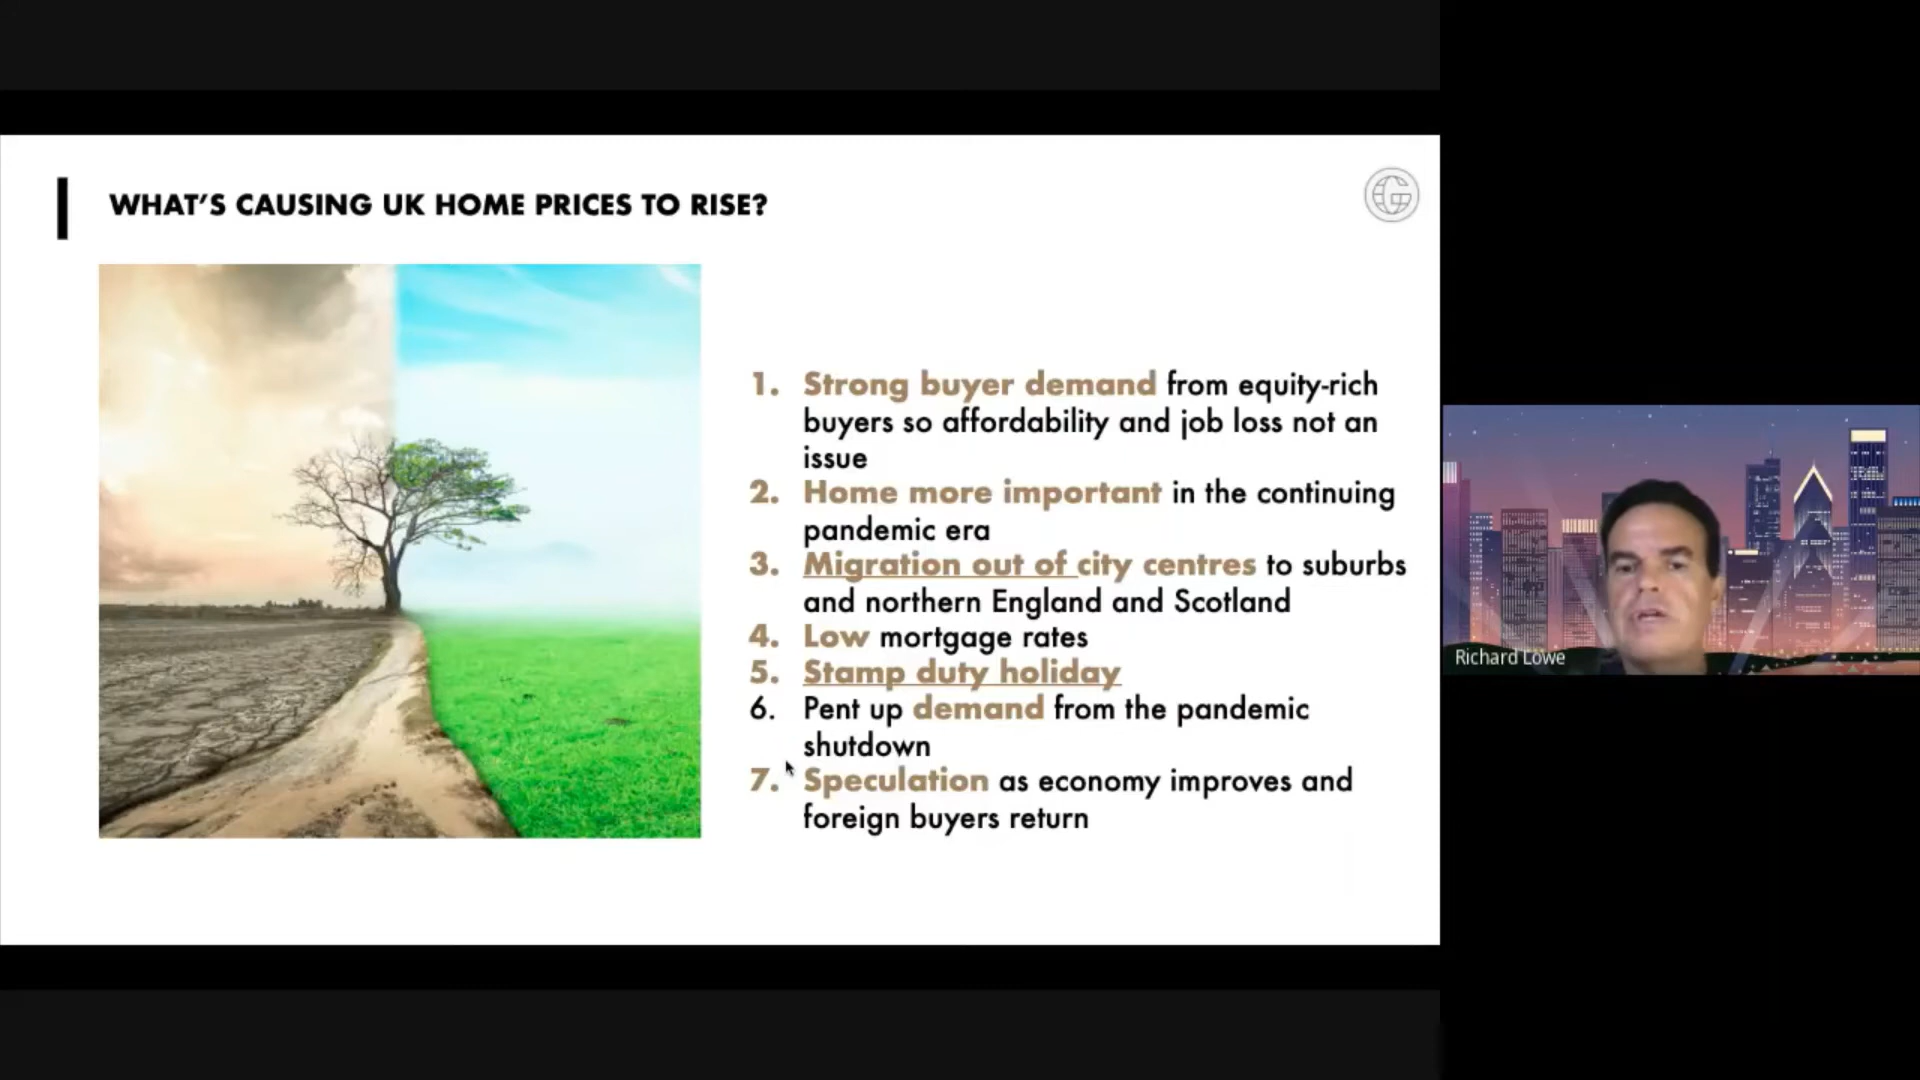 WHAT'S CAUSING UK HOME PRICES TO RISE?
1. Strong buyer demand from equity-rich
buyers so affordability and job loss not an
issue
2. Home more important in the continuing
pandemic era
3. Migration out of city centres to suburbs
and northern England and Scotland
4. Low mortgage rates
5. Stamp duty holiday
6. Pent up demand from the pandemic
shutdown
7. Speculation as economy improves and
foreign buyers return
Richard Lowe